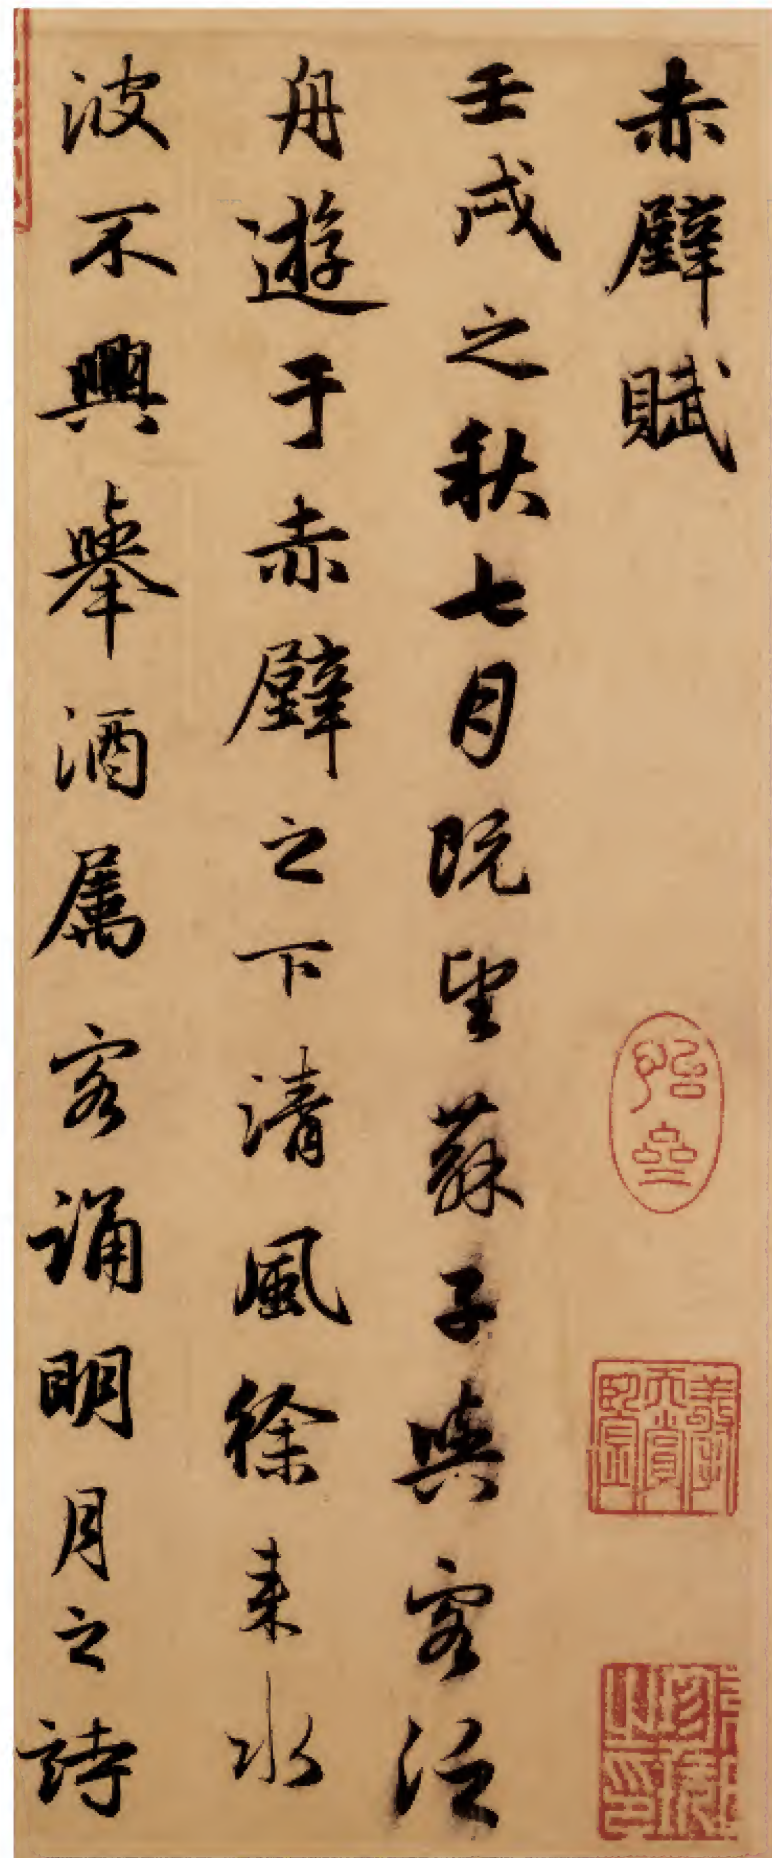 赤壁賦
壬戌之秋七月既望蘇子與客泛
舟遊于赤壁之下清風徐來水
波不興舉酒属客誦明月之詩